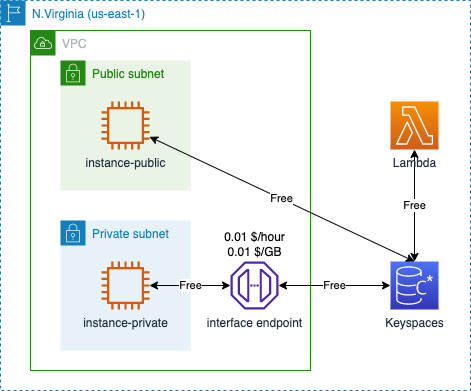 N.Virginia (us-east-1)
VPC
Public subnet
instance-public
Lambda
Free
Free
Private subnet
0.01 $/hour
0.01 $/GB
Free
Free
C*
instance-private
interface endpoint
Keyspaces